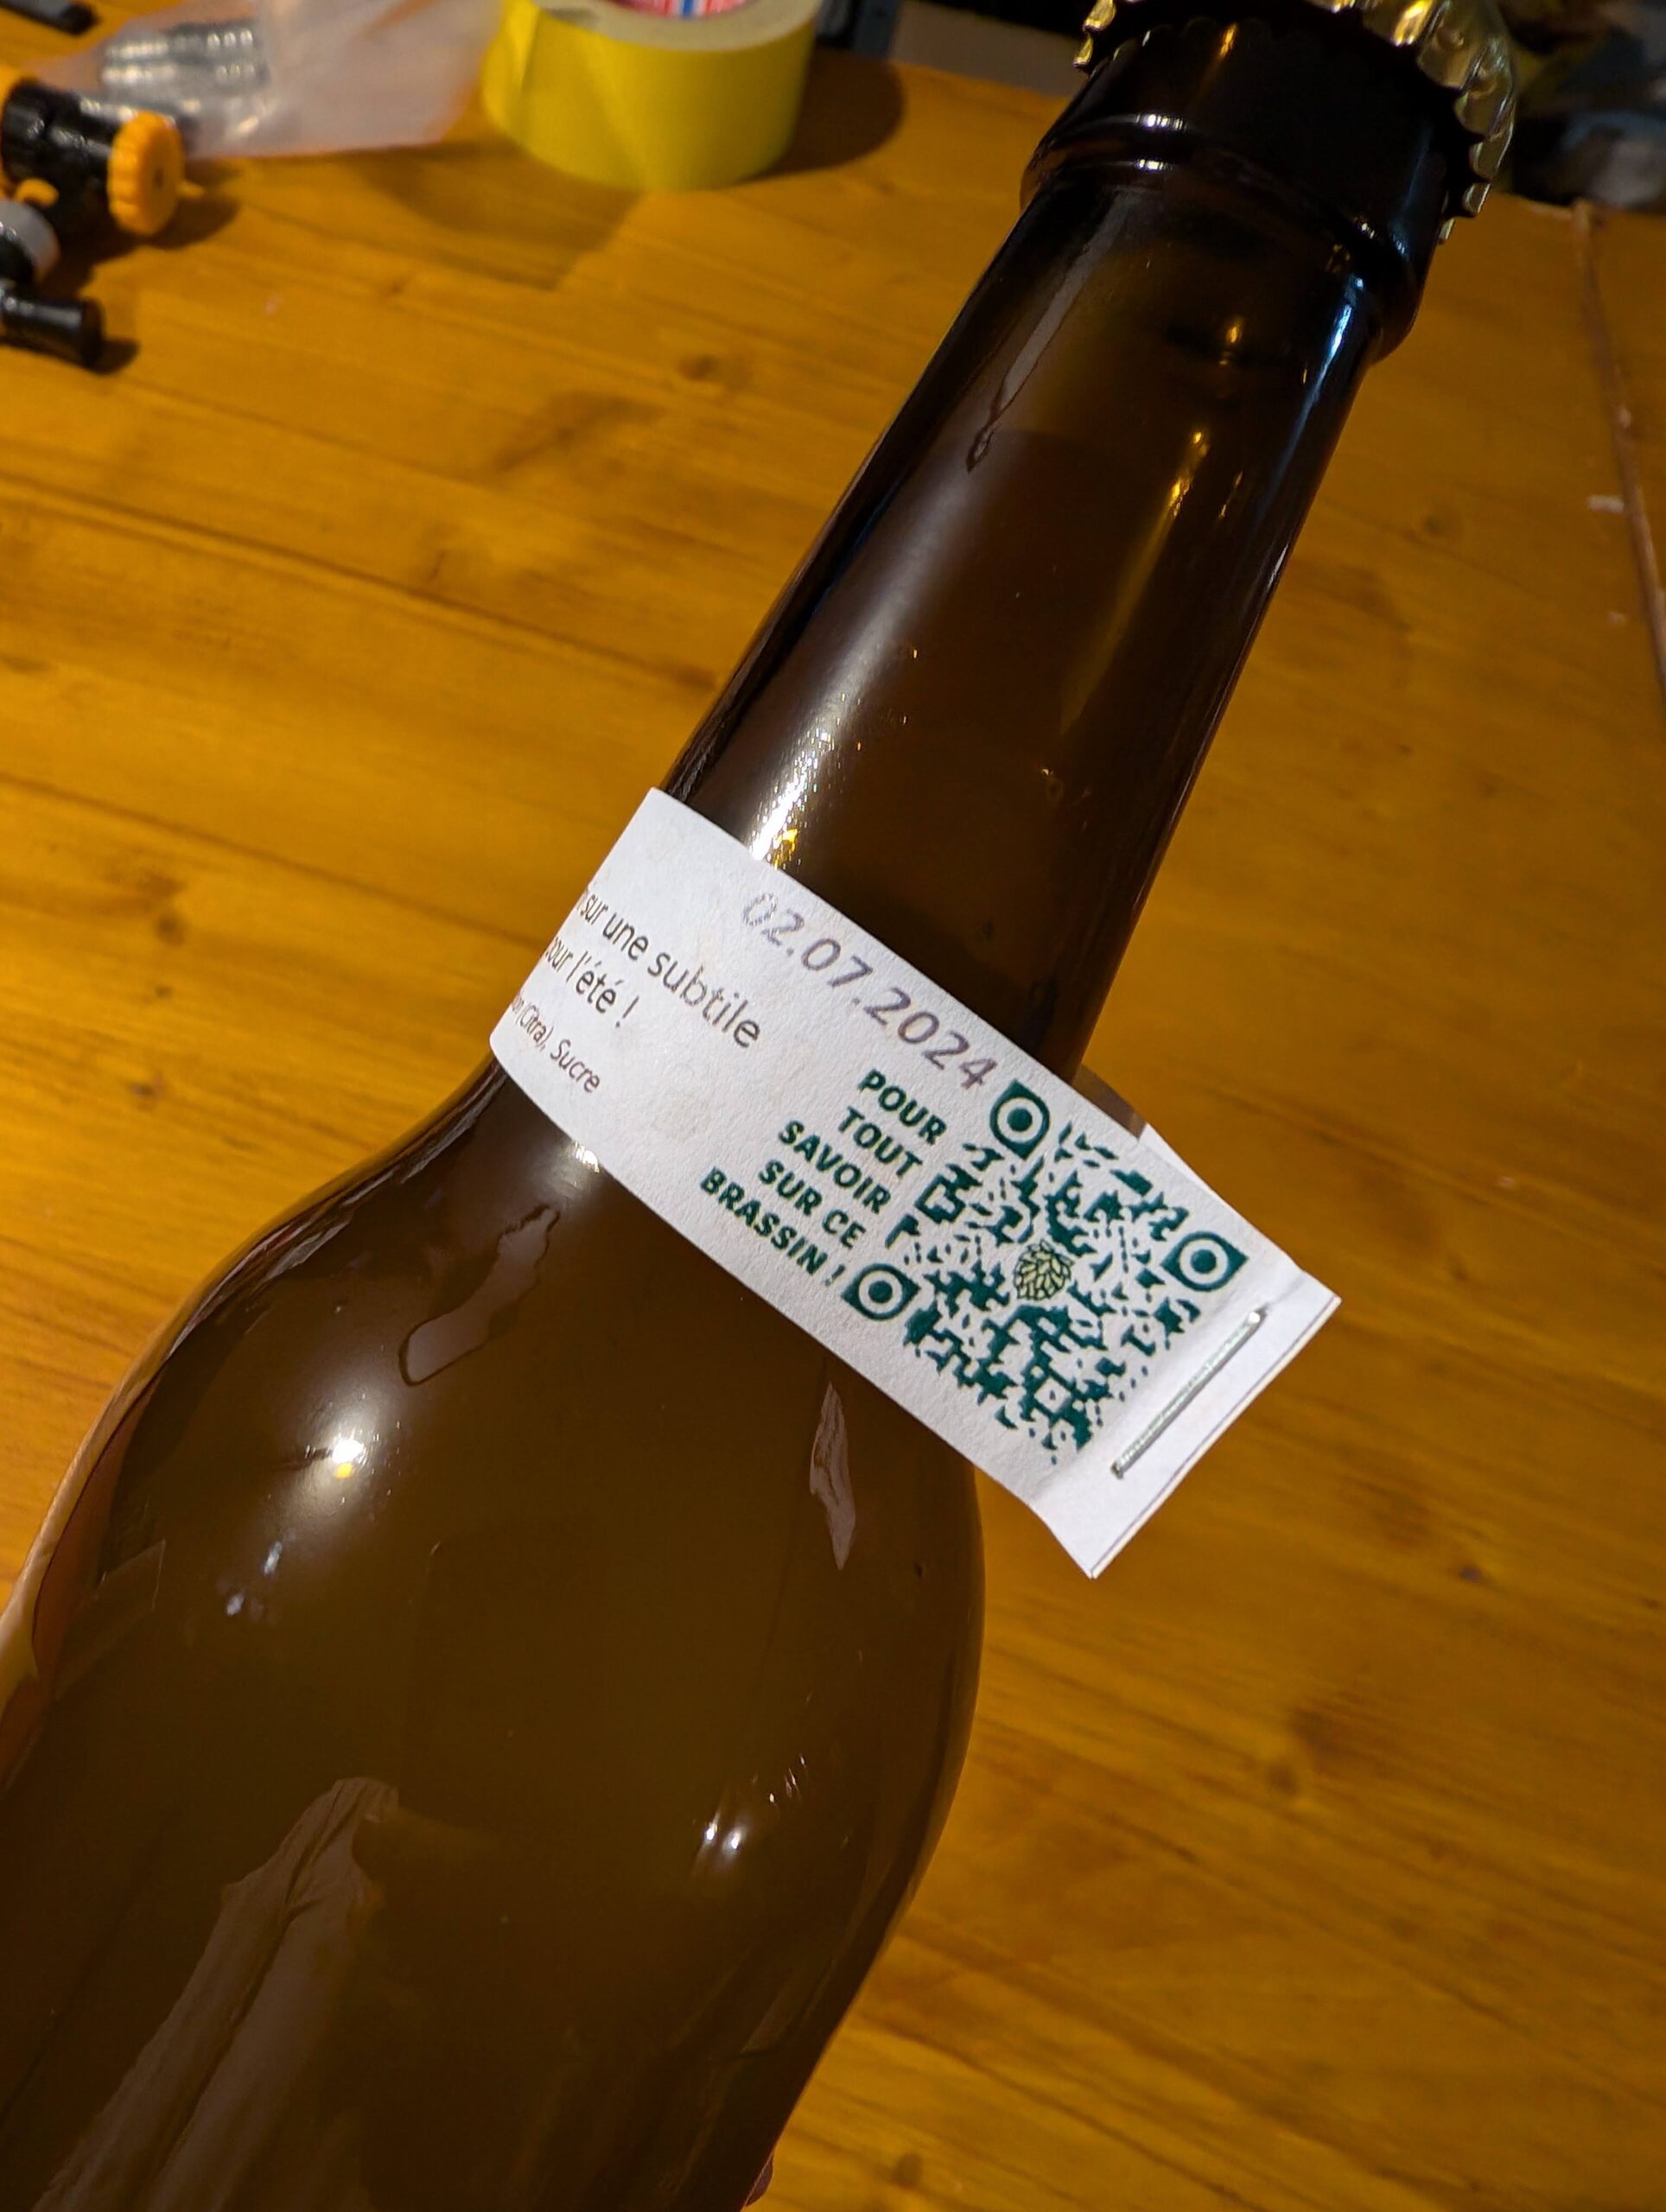 sur une subtile
pour l'été !
(Citra), Sucre
02.07.2024
POUR
TOUT
SAVOIR
SUR CE
BRASSIN !